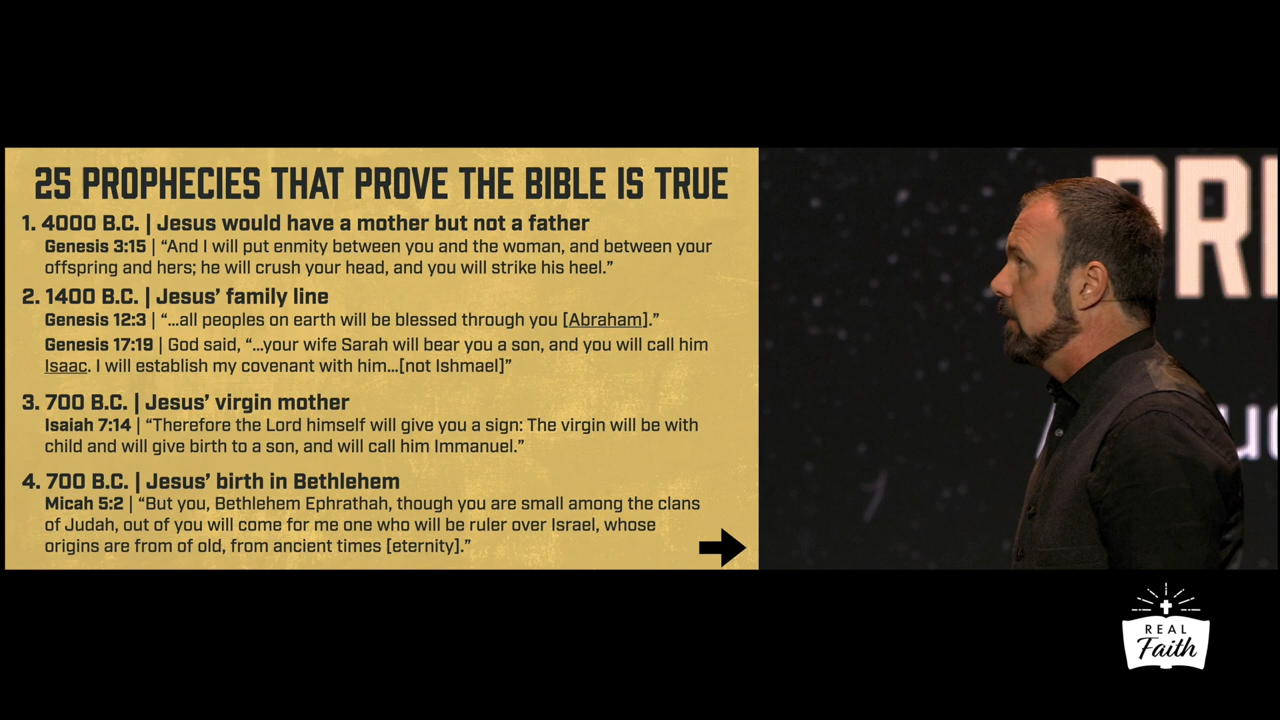 25 PROPHECIES THAT PROVE THE BIBLE IS TRUE
1. 4000 B.C. | Jesus would have a mother but not a father
Genesis 3:15 | “And I will put enmity between you and the woman, and between your
offspring and hers; he will crush your head, and you will strike his heel.”
2. 1400 B.C. | Jesus’ family line
Genesis 12:3 | “...all peoples on earth will be blessed through you [Abraham].”
Genesis 17:19 | God said, “...your wife Sarah will bear you a son, and you will call him
Isaac. I will establish my covenant with him...[not Ishmael]”
3. 700 B.C. | Jesus’ virgin mother
Isaiah 7:14 | “Therefore the Lord himself will give you a sign: The virgin will be with
child and will give birth to a son, and will call him Immanuel.”
4. 700 B.C. | Jesus’ birth in Bethlehem
Micah 5:2 | “But you, Bethlehem Ephrathah, though you are small among the clans
of Judah, out of you will come for me one who will be ruler over Israel, whose
origins are from of old, from ancient times [eternity].”
PR
REAL
Faith